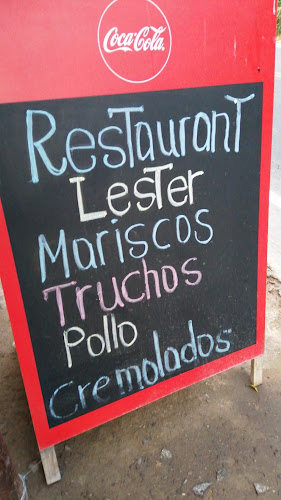 Coca-Cola
Restaurant
Lester
Mariscos
Truchos
Pollo
Cremolados